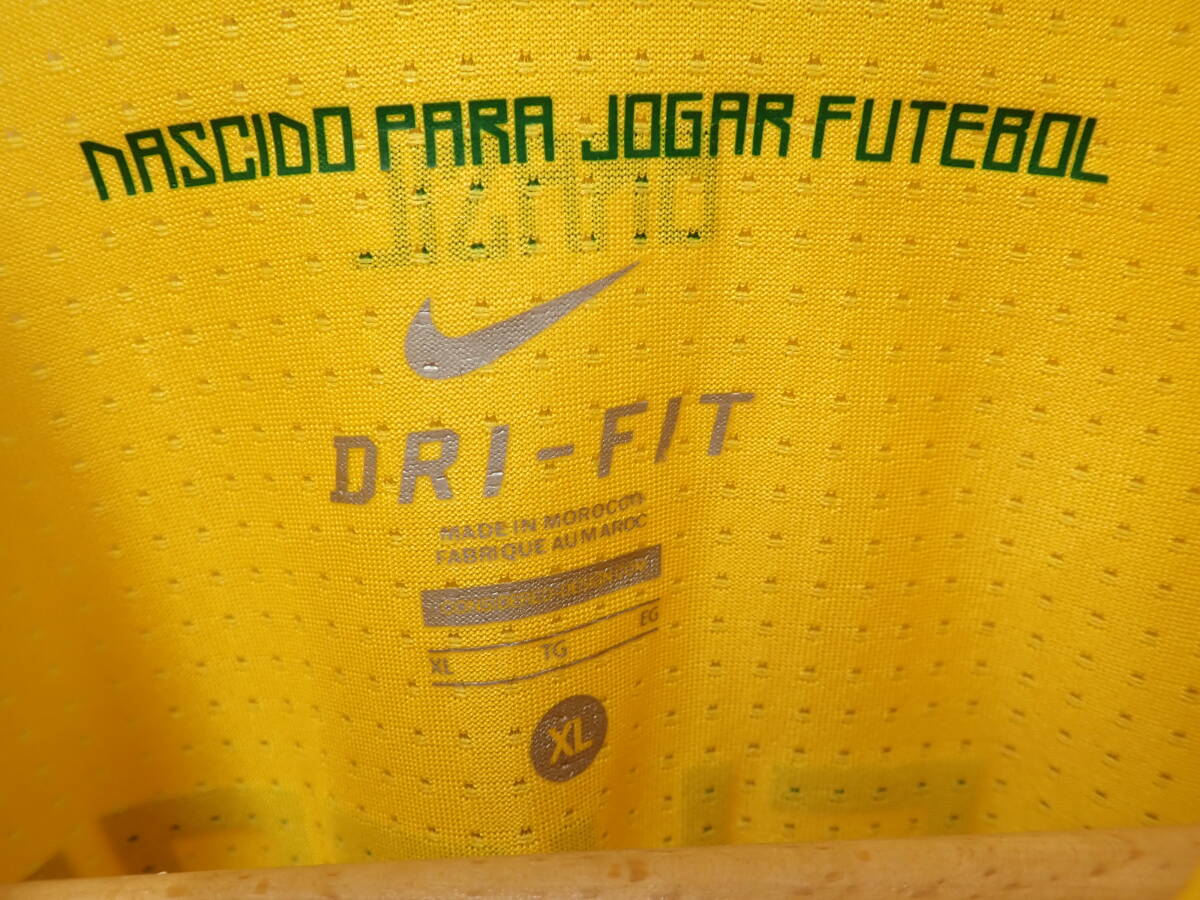 NASCIDO PARA JOGAR FUTEBOL
DRI-FIT
MADE IN MOROCCO
FABRIQUE AU MAROC
XL TG EG
XL